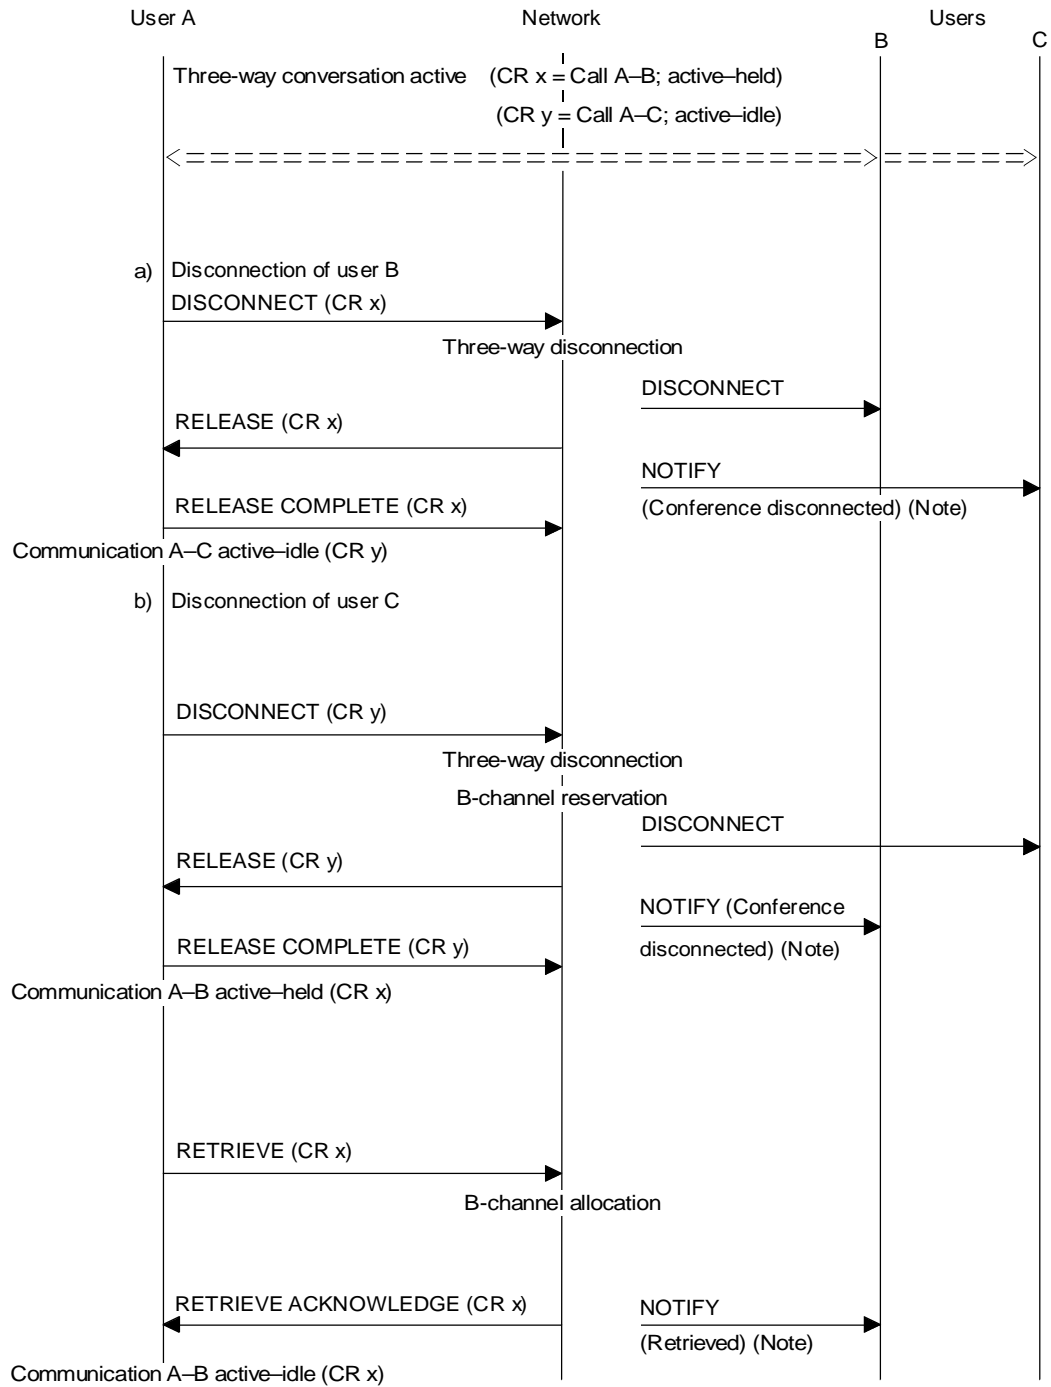 User A
Network
Users
B
C
Three-way conversation active (CR x = Call A–B; active–held)
(CR y = Call A–C; active–idle)
a) Disconnection of user B
DISCONNECT (CR x)
Three-way disconnection
DISCONNECT
RELEASE (CR x)
NOTIFY
RELEASE COMPLETE (CR x)
(Conference disconnected) (Note)
Communication A–C active–idle (CR y)
b) Disconnection of user C
DISCONNECT (CR y)
Three-way disconnection
B-channel reservation
DISCONNECT
RELEASE (CR y)
NOTIFY (Conference
disconnected) (Note)
RELEASE COMPLETE (CR y)
Communication A–B active–held (CR x)
RETRIEVE (CR x)
B-channel allocation
RETRIEVE ACKNOWLEDGE (CR x)
NOTIFY
(Retrieved) (Note)
Communication A–B active–idle (CR x)